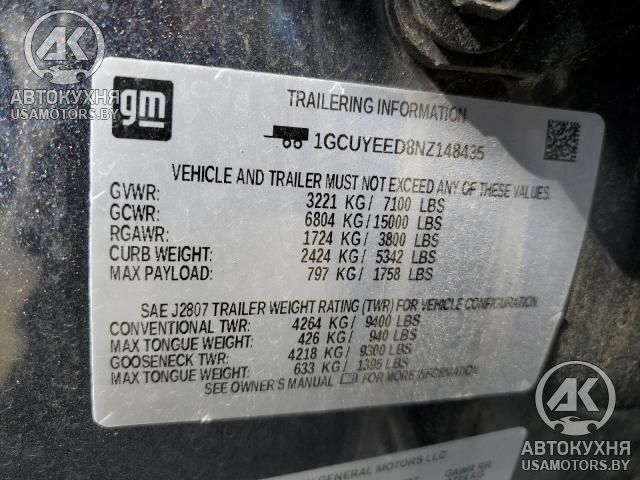 AK
АВТОКУХНЯ
USAMOTORS.BY
gm
TRAILERING INFORMATION
1GCUYEED8NZ148435
VEHICLE AND TRAILER MUST NOT EXCEED ANY OF THESE VALUES.
GVWR: 3221 KG/ 7100 LBS
GCWR: 6804 KG/15000 LBS
RGAWR: 1724 KG/ 3800 LBS
CURB WEIGHT: 2424 KG/ 5342 LBS
MAX PAYLOAD: 797 KG/ 1758 LBS
SAE J2807 TRAILER WEIGHT RATING (TWR) FOR VEHICLE CONFIGURATION.
CONVENTIONAL TWR: 4264 KG/ 9400 LBS
MAX TONGUE WEIGHT: 426 KG/ 940 LBS
GOOSENECK TWR: 4218 KG/ 9300 LBS
MAX TONGUE WEIGHT: 633 KG/ 1395 LBS
SEE OWNER'S MANUAL FOR MORE INFORMATION
AK
АВТОКУХНЯ
USAMOTORS.BY
GENERAL MOTORS LLC
GAWR RR